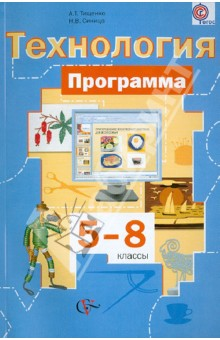 А.Т. Тищенко
Н.В. Синица
ФГОС
Технология
Программа
5-8
классы